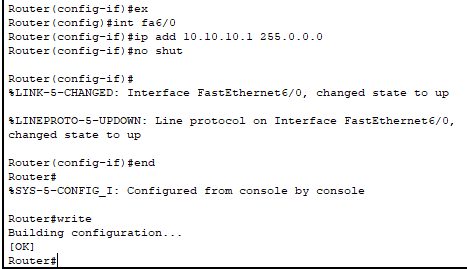 Router(config-if)#ex
Router(config)#int fa6/0
Router(config-if)#ip add 10.10.10.1 255.0.0.0
Router(config-if)#no shut
Router(config-if)#
%LINK-5-CHANGED: Interface FastEthernet6/0, changed state to up
%LINEPROTO-5-UPDOWN: Line protocol on Interface FastEthernet6/0,
changed state to up
Router(config-if)#end
Router#
%SYS-5-CONFIG_I: Configured from console by console
Router#write
Building configuration...
[OK]
Router#